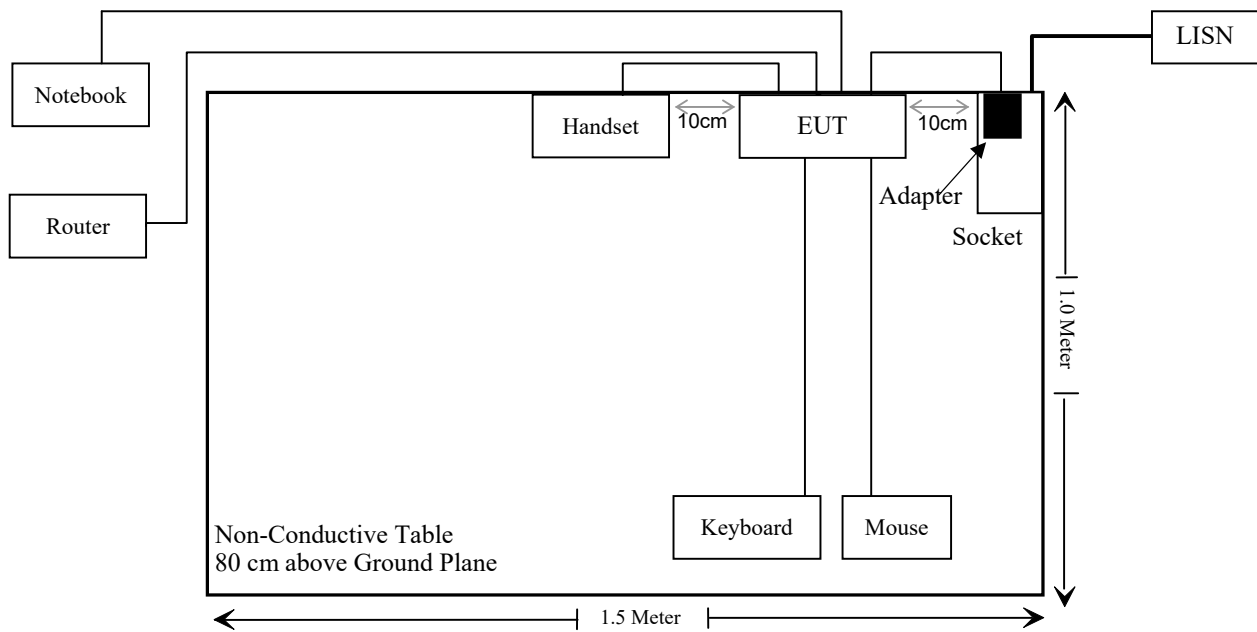 LISN
Notebook
Handset
10cm
EUT
10cm
Adapter
Router
Socket
1.0 Meter
Keyboard
Mouse
Non-Conductive Table
80 cm above Ground Plane
1.5 Meter